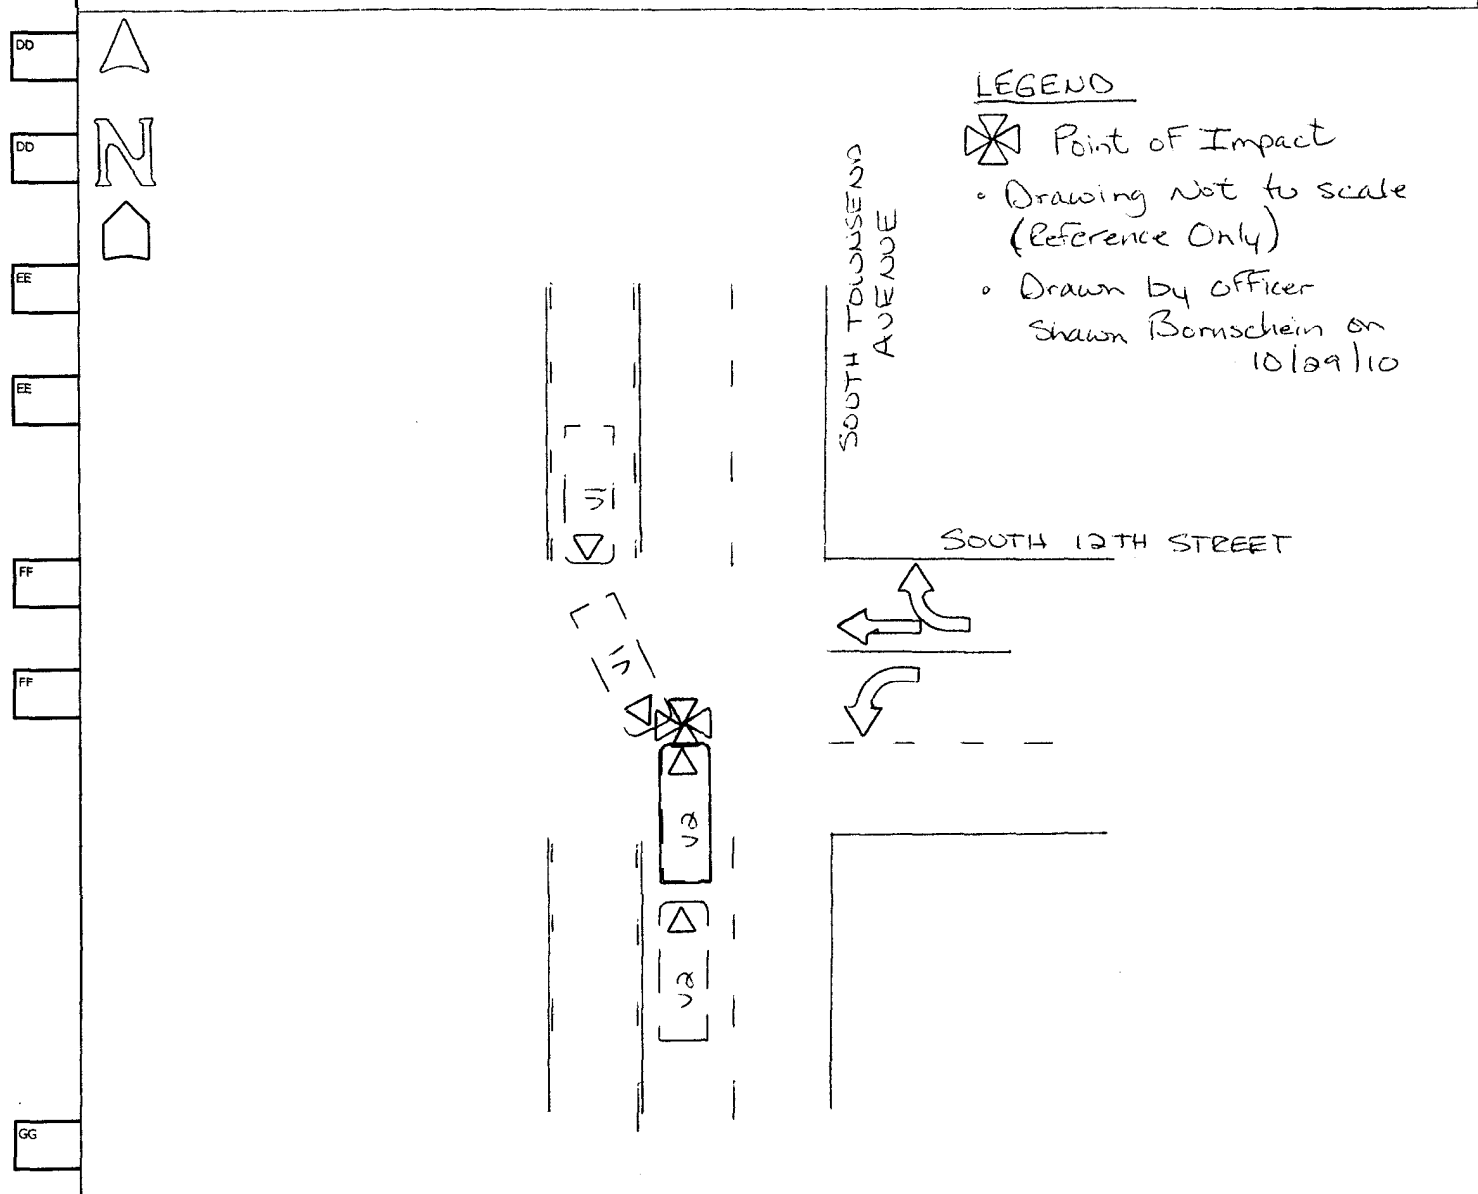 DD
DD
N
EE
EE
FF
FF
GG
LEGEND
Point of Impact
• Drawing Not to scale
(Reference Only)
• Drawn by officer
Shawn Bornschein on
10/29/10
SOUTH TOWNSEND
AVENUE
SOUTH 12TH STREET
V1
V1
V2
V2